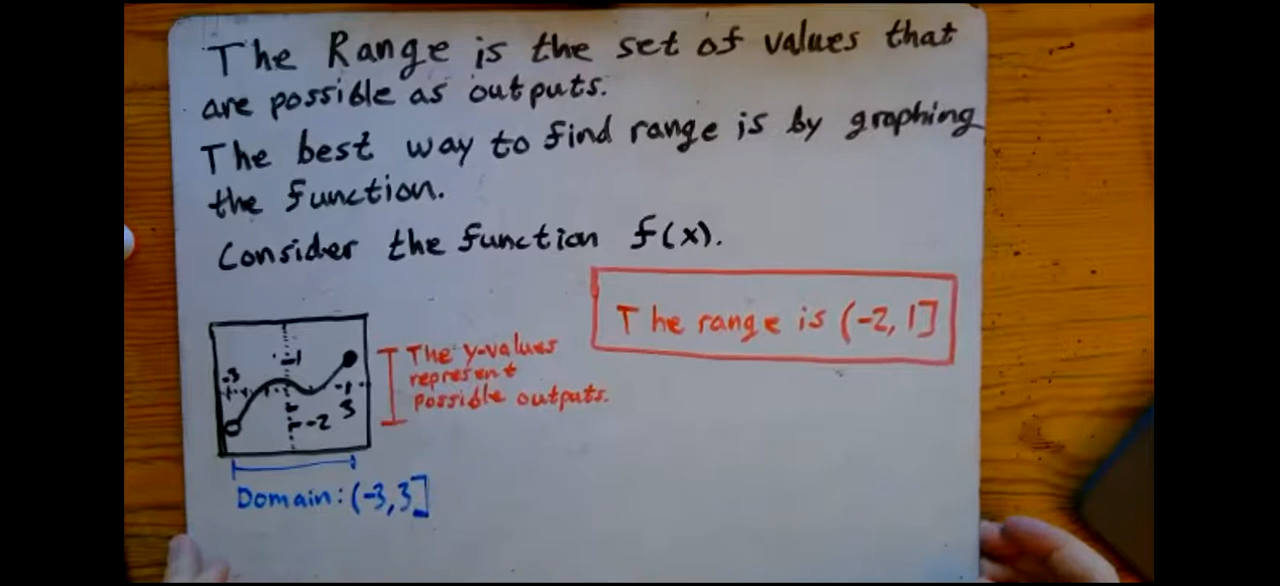 The Range is the set of values that
are possible as outputs.
The best way to find range is by graphing
the function.
Consider the function f(x).
The range is (-2, 1]
-1
-3
3
-2
The y-values
represent
possible outputs.
Domain: (-3,3]